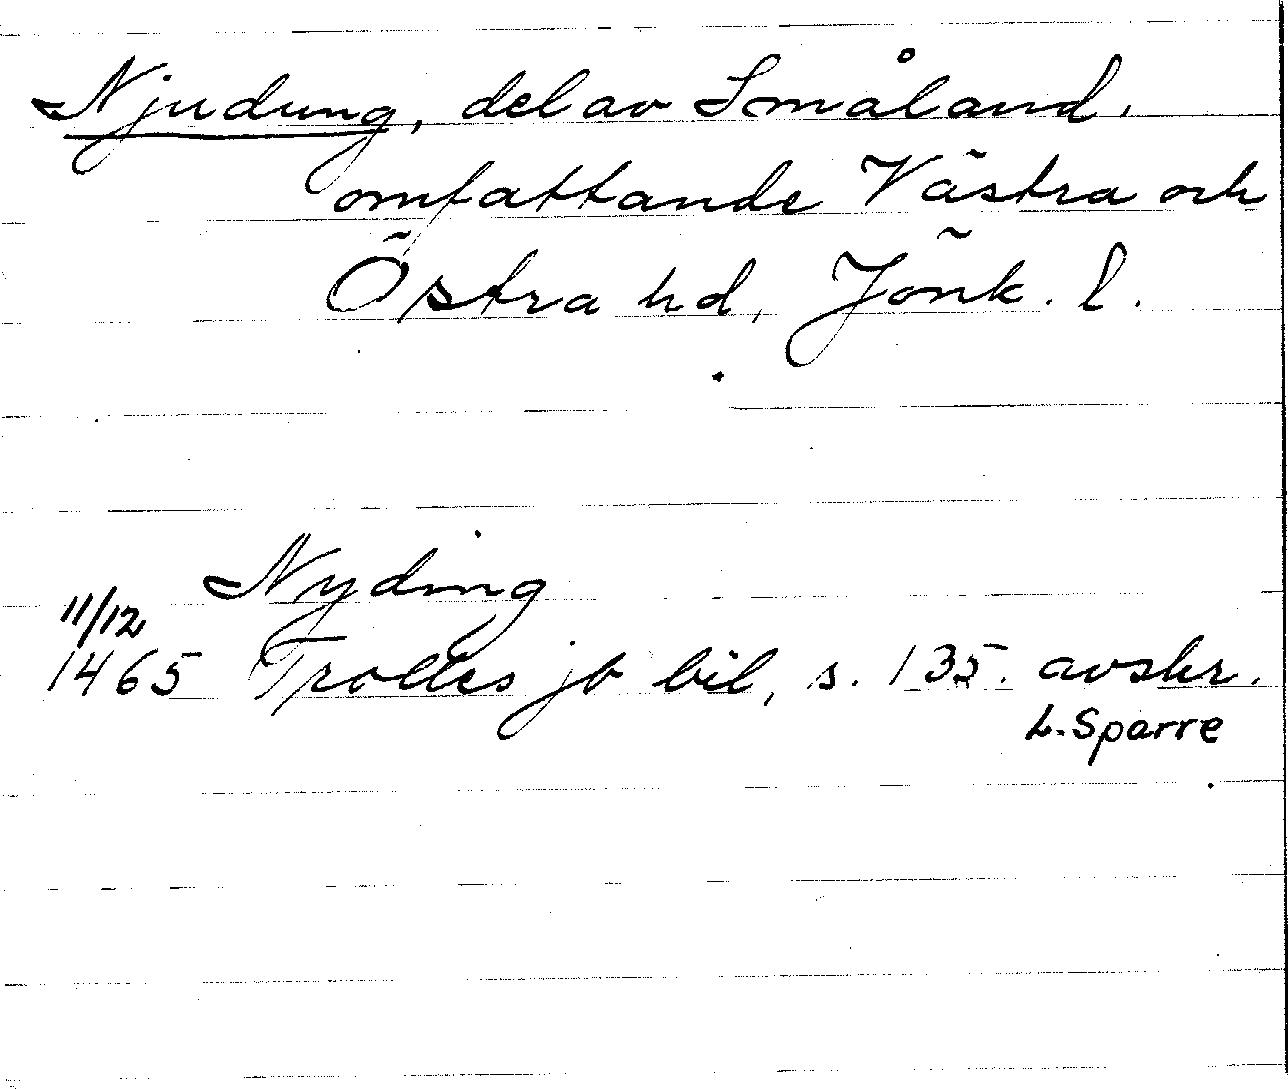 Njudung, del av Småland,
omfattande Västra och
Östra hd, Jönk. l.
Nyding
11/12
1465 Trolles jb bil, s. 135. avskr.
L. Sparre